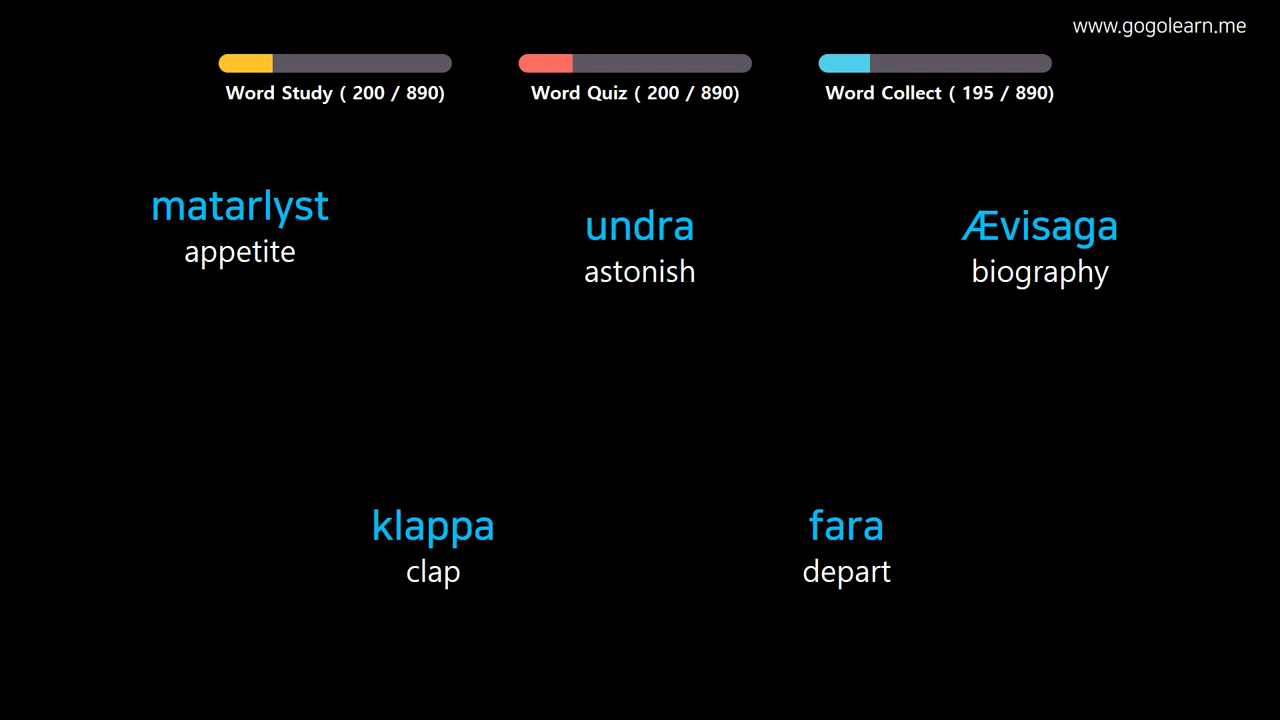 www.gogolearn.me
Word Study ( 200 / 890)
Word Quiz ( 200 / 890)
Word Collect ( 195 / 890)
matarlyst
appetite
undra
astonish
Ævisaga
biography
klappa
clap
fara
depart